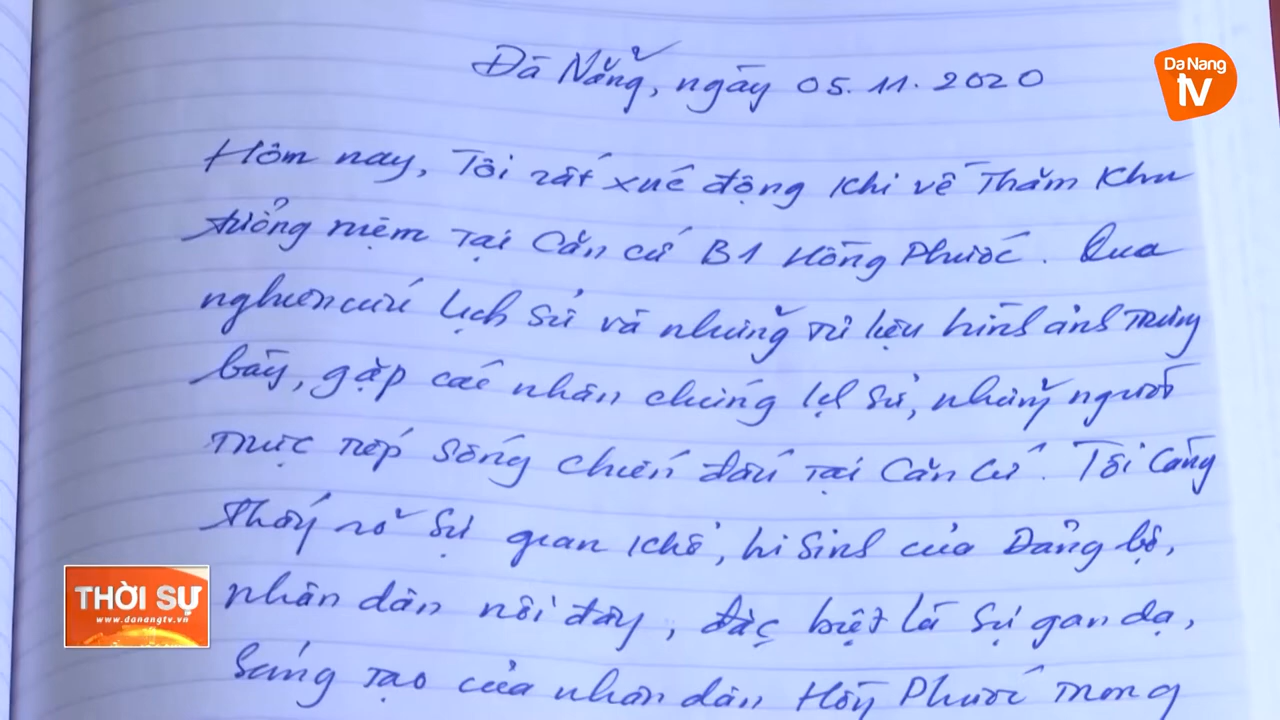 Đà Nẵng, ngày 05.11.2020
Da Nang
tv
Hôm nay, Tôi rất xúc động khi về Thăm Khu
tưởng niệm tại Căn cứ B1 Hồng Phước. Qua
nghiên cứu lịch sử và những tư liệu hình ảnh trưng
bày, gặp các nhân chứng lịch sử, những người
trực tiếp sống chiến đấu tại Căn cứ. Tôi càng
thấy rõ sự gian khổ, hi sinh của Đảng bộ,
nhân dân nơi đây, đặc biệt là sự gan dạ,
sáng tạo của nhân dân Hồng Phước trong
THỜI SỰ
www.danangtv.vn